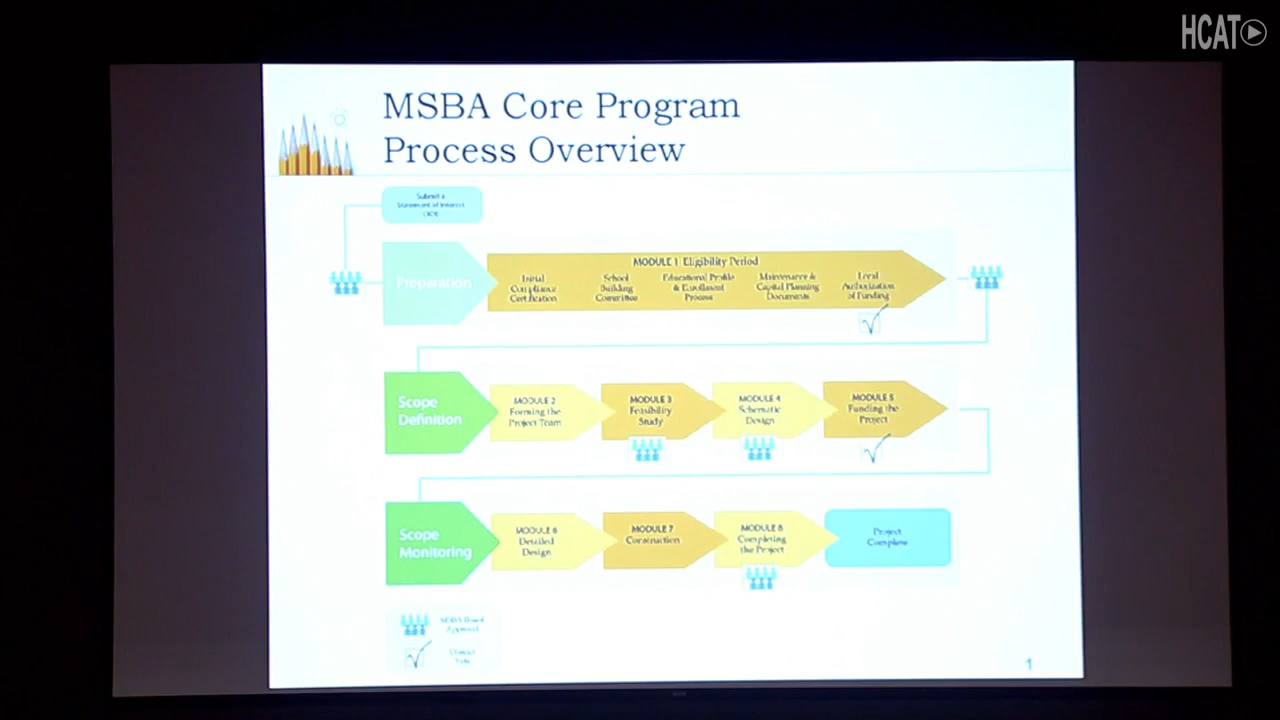 HCAT
MSBA Core Program
Process Overview
Submit a
Statement of Interest
(SOI)
Preparation
MODULE 1 Eligibility Period
Initial
Compliance
Certification
School
Building
Committee
Educational Profile
& Enrollment
Process
Maintenance &
Capital Planning
Documents
Local
Authorization
of Funding
Scope
Definition
MODULE 2
Forming the
Project Team
MODULE 3
Feasibility
Study
MODULE 4
Schematic
Design
MODULE 5
Funding the
Project
Scope
Monitoring
MODULE 6
Detailed
Design
MODULE 7
Construction
MODULE 8
Completing
the Project
Project
Complete
MSBA Board
Approval
District
Vote
1